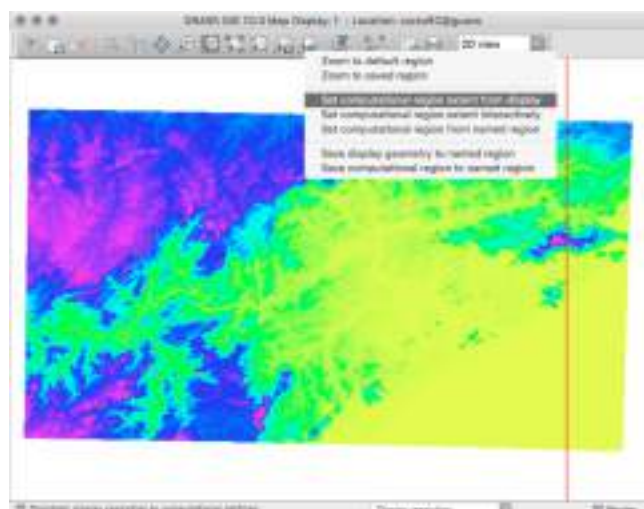 GRASS GIS 7.0.0 Map Display: 1 - Location:
2D view
Zoom to default region
Zoom to saved region
Set computational region extent from display
Set computational region extent interactively
Set computational region from named region
Save display geometry to named region
Save computational region to named region